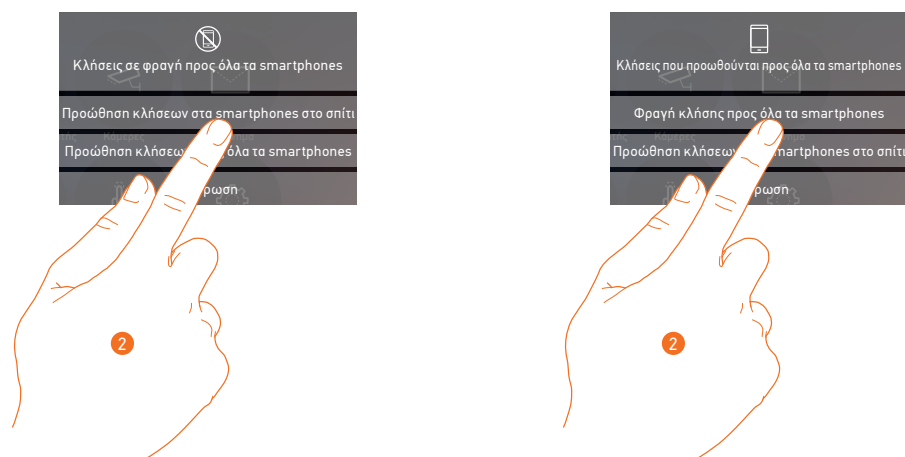 Κλήσεις σε φραγή προς όλα τα smartphones
Προώθηση κλήσεων στα smartphones στο σπίτι
Κάμερες
Προώθηση κλήσεων όλα τα smartphones
2
Κλήσεις που προωθούνται προς όλα τα smartphones
Φραγή κλήσης προς όλα τα smartphones
Κάμερες
Προώθηση κλήσεων smartphones στο σπίτι
2